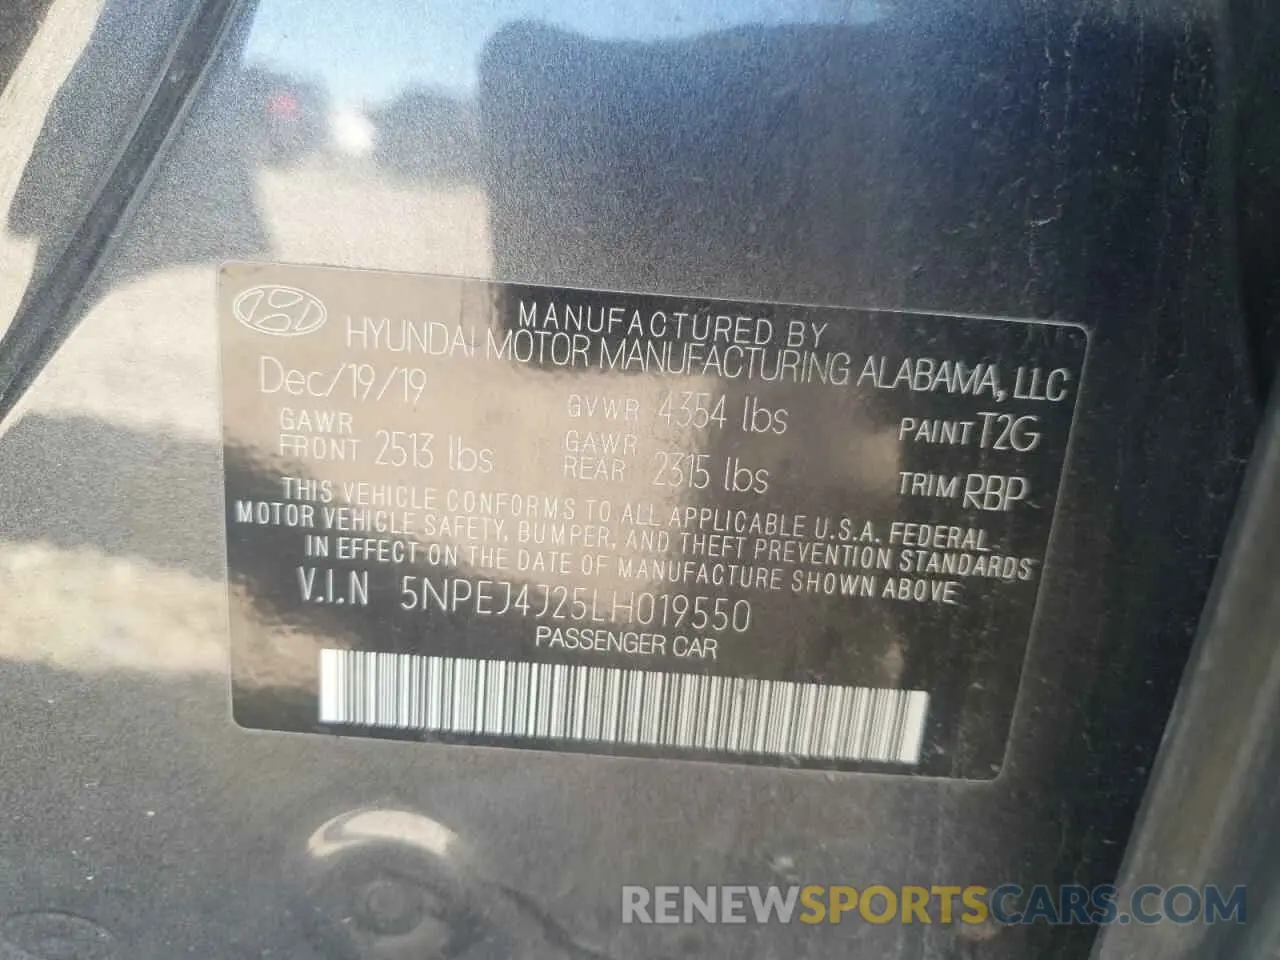 MANUFACTURED BY
HYUNDAI MOTOR MANUFACTURING ALABAMA, LLC
Dec/19/19 GVWR 4354 lbs PAINT T2G
GAWR FRONT 2513 lbs GAWR REAR 2315 lbs TRIM RBP
THIS VEHICLE CONFORMS TO ALL APPLICABLE U.S.A. FEDERAL
MOTOR VEHICLE SAFETY, BUMPER, AND THEFT PREVENTION STANDARDS
IN EFFECT ON THE DATE OF MANUFACTURE SHOWN ABOVE
V.I.N 5NPEJ4J25LH019550
PASSENGER CAR
RENEWSPORTSCARS.COM